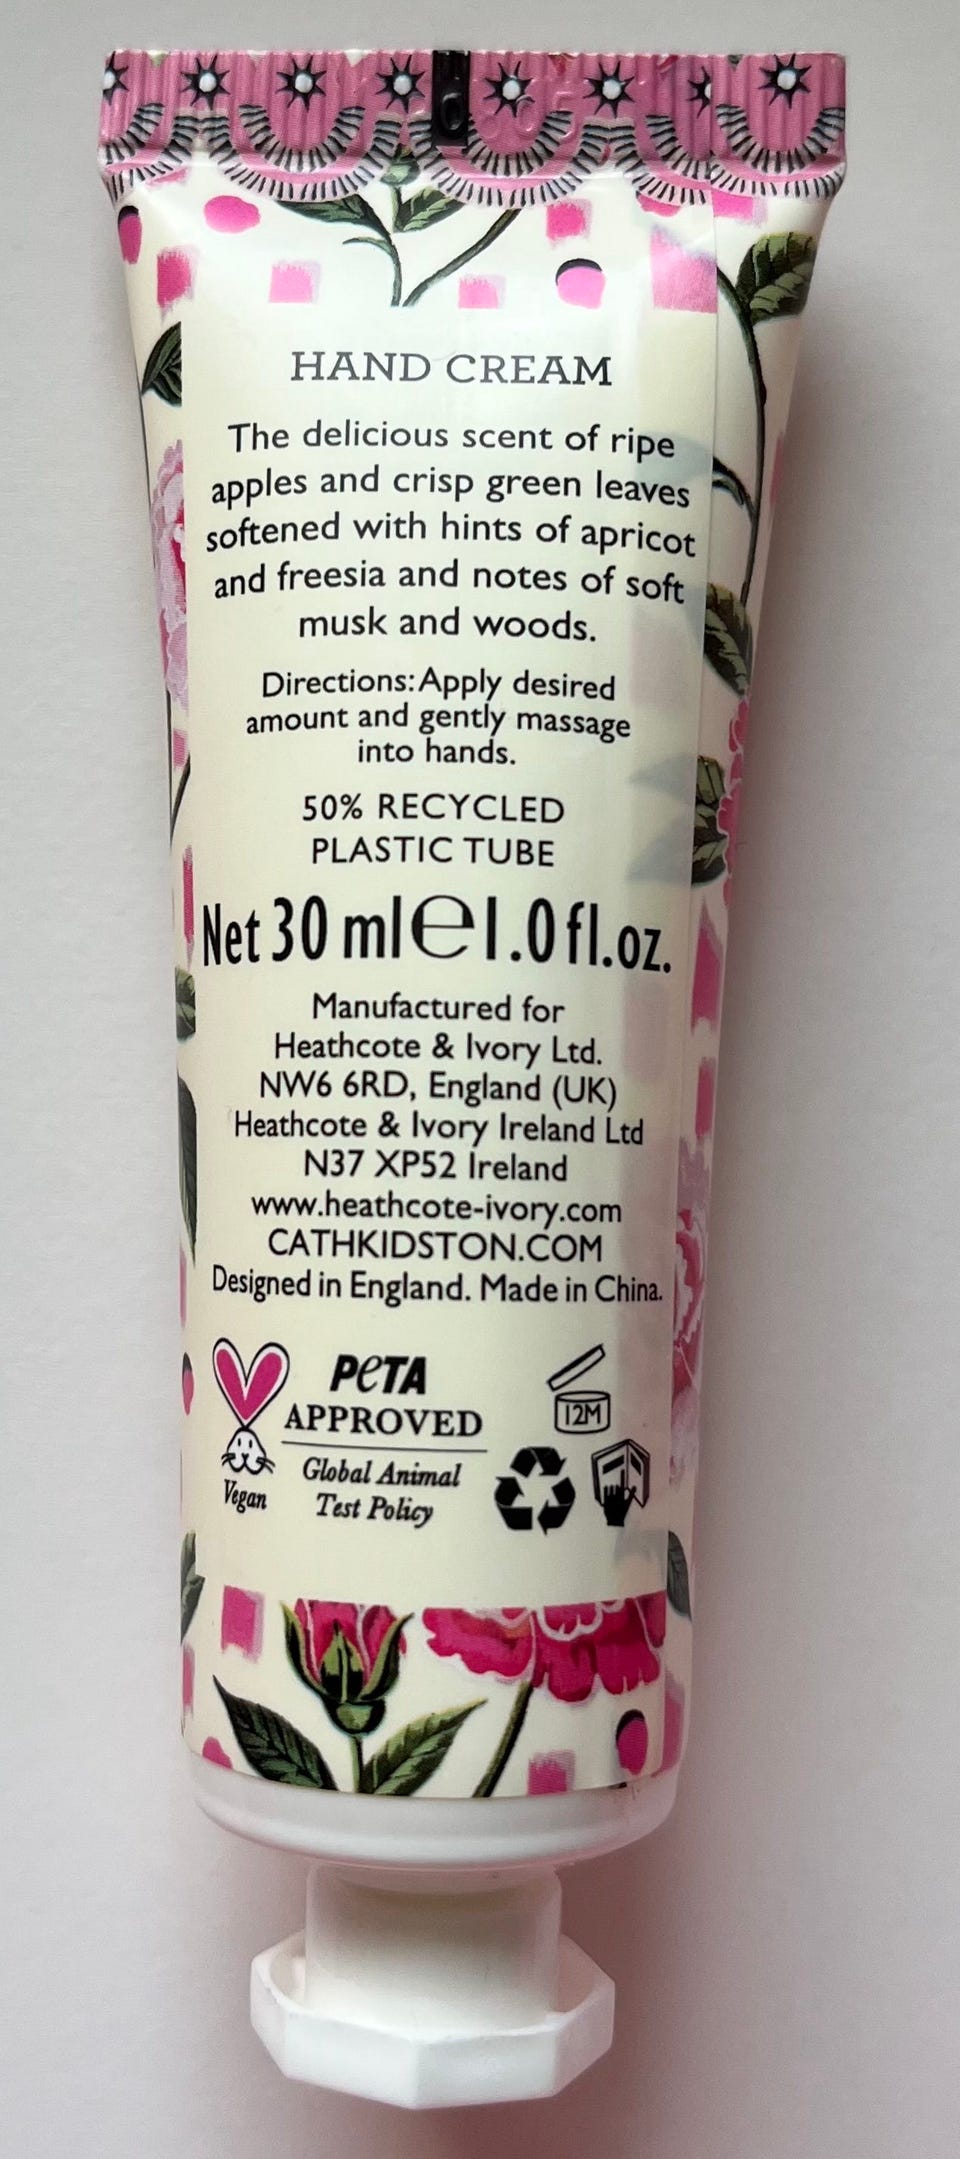 HAND CREAM
The delicious scent of ripe
apples and crisp green leaves
softened with hints of apricot
and freesia and notes of soft
musk and woods.
Directions: Apply desired
amount and gently massage
into hands.
50% RECYCLED
PLASTIC TUBE
Net 30 ml e 1.0 fl.oz.
Manufactured for
Heathcote & Ivory Ltd.
NW6 6RD, England (UK)
Heathcote & Ivory Ireland Ltd
N37 XP52 Ireland
www.heathcote-ivory.com
CATHKIDSTON.COM
Designed in England. Made in China.
PeTA
APPROVED
Global Animal
Test Policy
Vegan
12M